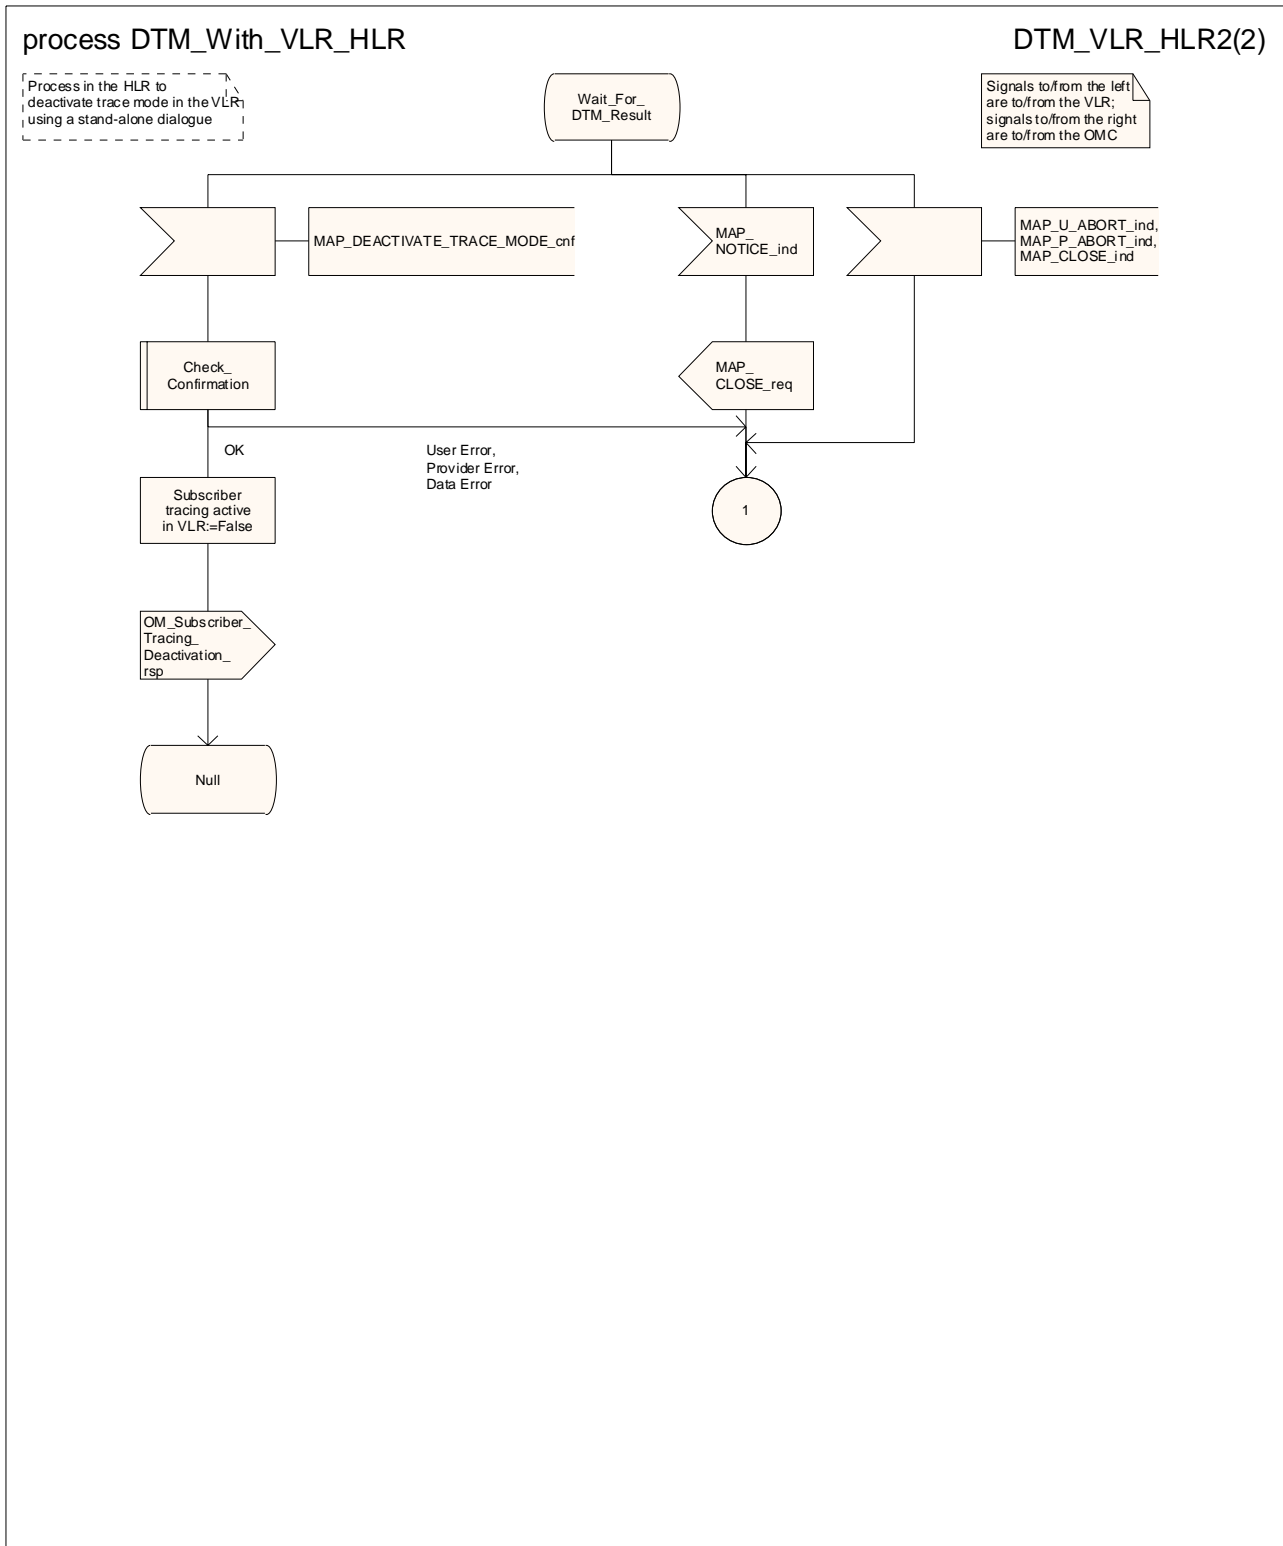 process DTM_With_VLR_HLR
DTM_VLR_HLR2(2)
Process in the HLR to
deactivate trace mode in the VLR
using a stand-alone dialogue
Wait_For_
DTM_Result
Signals to/from the left
are to/from the VLR;
signals to/from the right
are to/from the OMC
MAP_DEACTIVATE_TRACE_MODE_cnf
MAP_
NOTICE_ind
MAP_U_ABORT_ind,
MAP_P_ABORT_ind,
MAP_CLOSE_ind
Check_
Confirmation
MAP_
CLOSE_req
OK
User Error,
Provider Error,
Data Error
Subscriber
tracing active
in VLR:=False
1
OM_Subscriber_
Tracing_
Deactivation_
rsp
Null